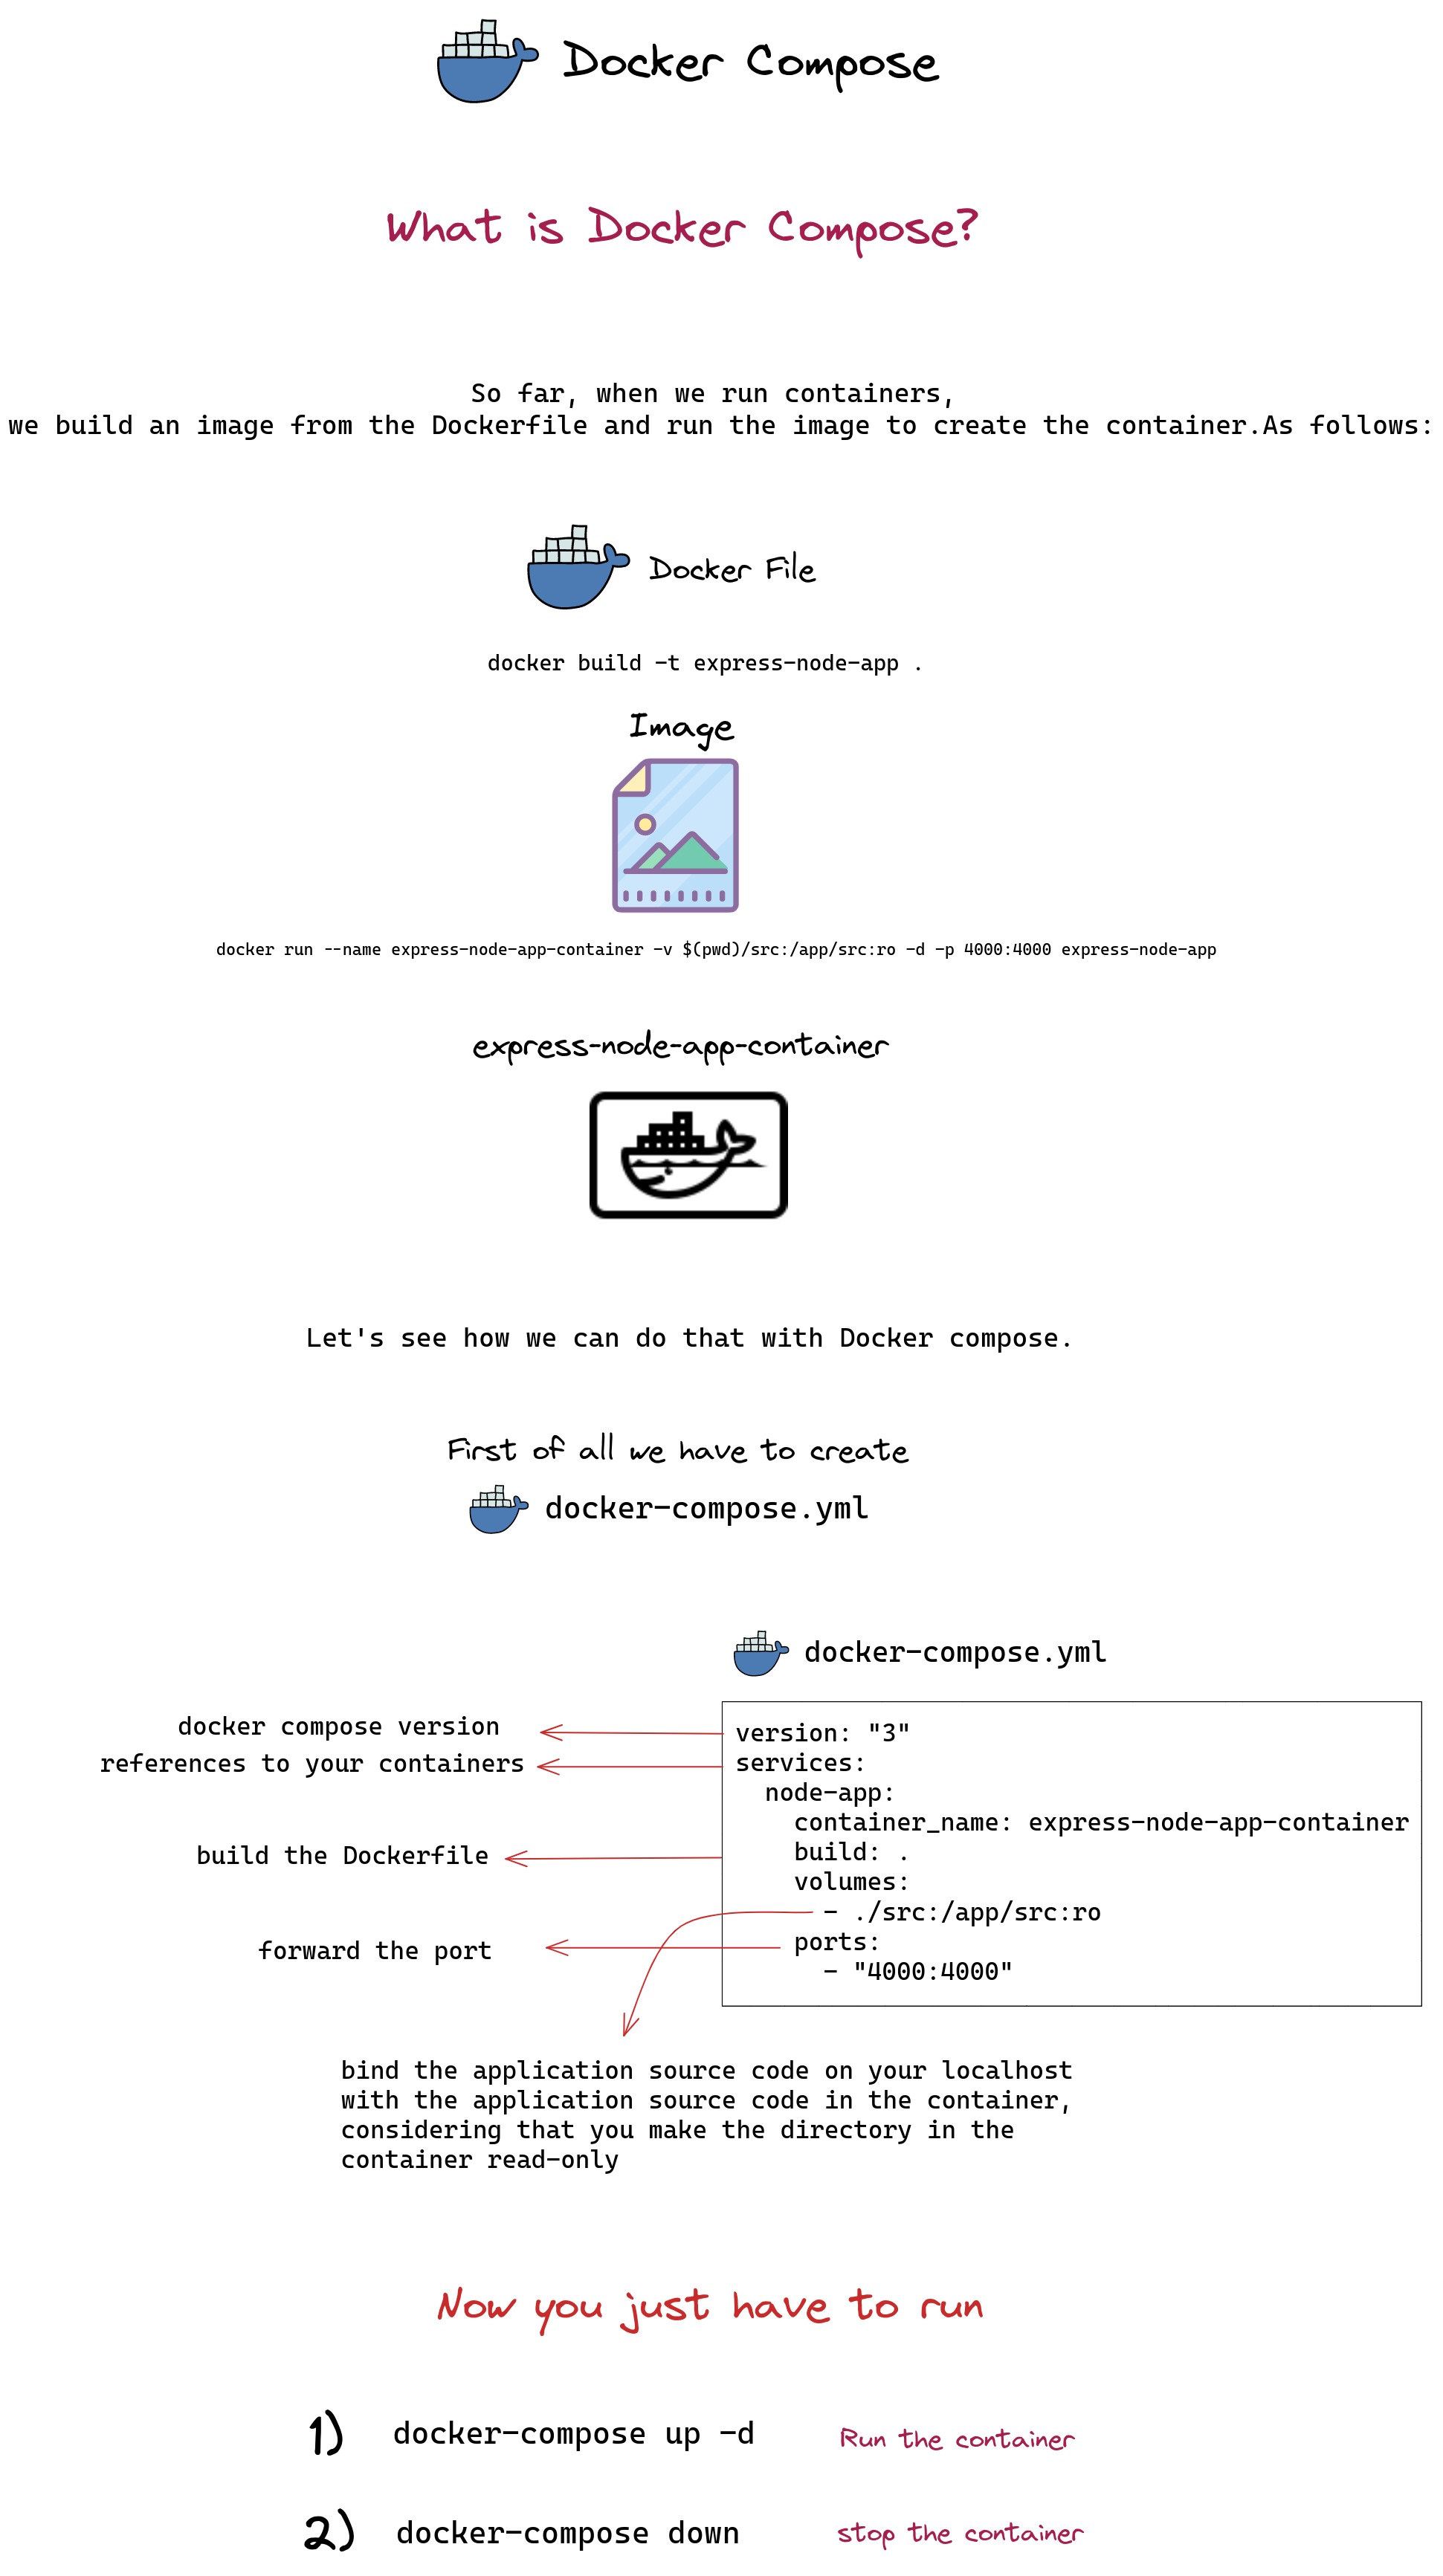 Docker Compose
What is Docker Compose?
So far, when we run containers,
we build an image from the Dockerfile and run the image to create the container.As follows:
Docker File
docker build -t express-node-app .
Image
docker run --name express-node-app-container -v $(pwd)/src:/app/src:ro -d -p 4000:4000 express-node-app
express-node-app-container
Let's see how we can do that with Docker compose.
First of all we have to create
docker-compose.yml
docker-compose.yml
docker compose version
references to your containers
build the Dockerfile
forward the port
version: "3"
services:
  node-app:
    container_name: express-node-app-container
    build: .
    volumes:
      - ./src:/app/src:ro
    ports:
      - "4000:4000"
bind the application source code on your localhost
with the application source code in the container,
considering that you make the directory in the
container read-only
Now you just have to run
1) docker-compose up -d Run the container
2) docker-compose down stop the container